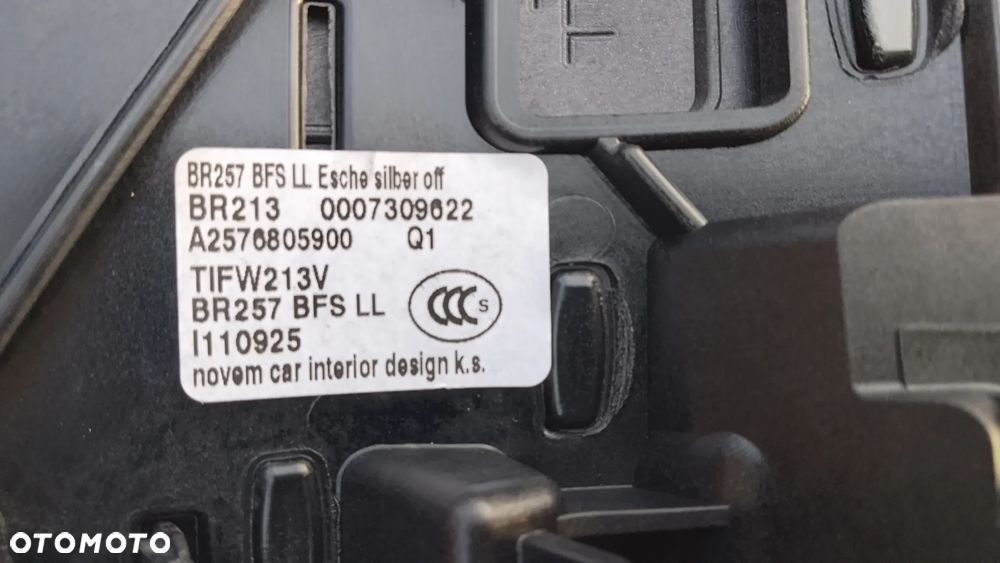 BR257 BFS LL Esche silber off
BR213 0007309622
A2576805900 Q1
TIFW213V
BR257 BFS LL
CCC S
I110925
novem car interior design k.s.
OTOMOTO